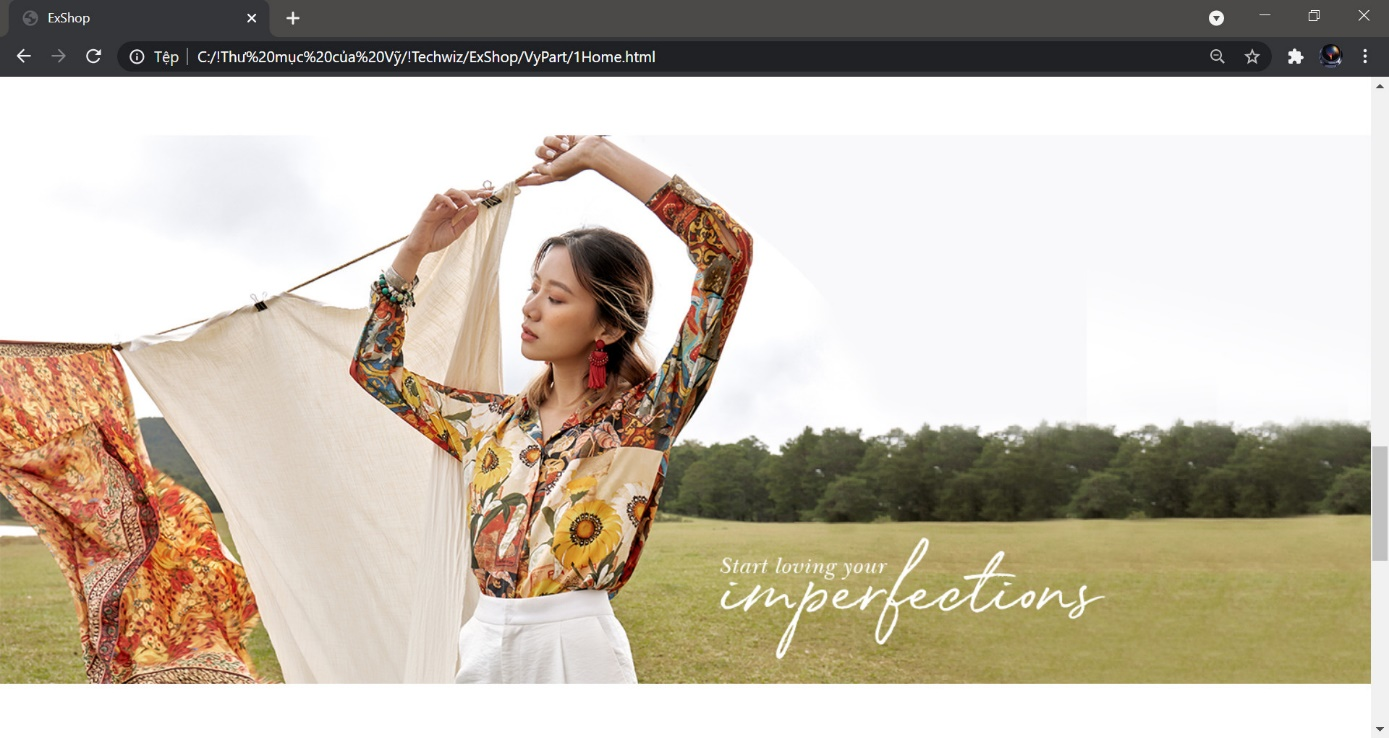 ExShop
Tệp
C:/!Thư%20mục%20của%20Vỹ/!Techwiz/ExShop/VyPart/1Home.html
Start loving your
imperfections